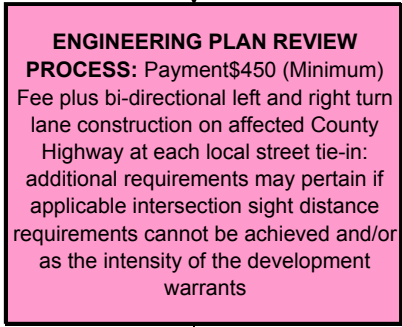 ENGINEERING PLAN REVIEW
PROCESS: Payment$450 (Minimum)
Fee plus bi-directional left and right turn
lane construction on affected County
Highway at each local street tie-in:
additional requirements may pertain if
applicable intersection sight distance
requirements cannot be achieved and/or
as the intensity of the development
warrants